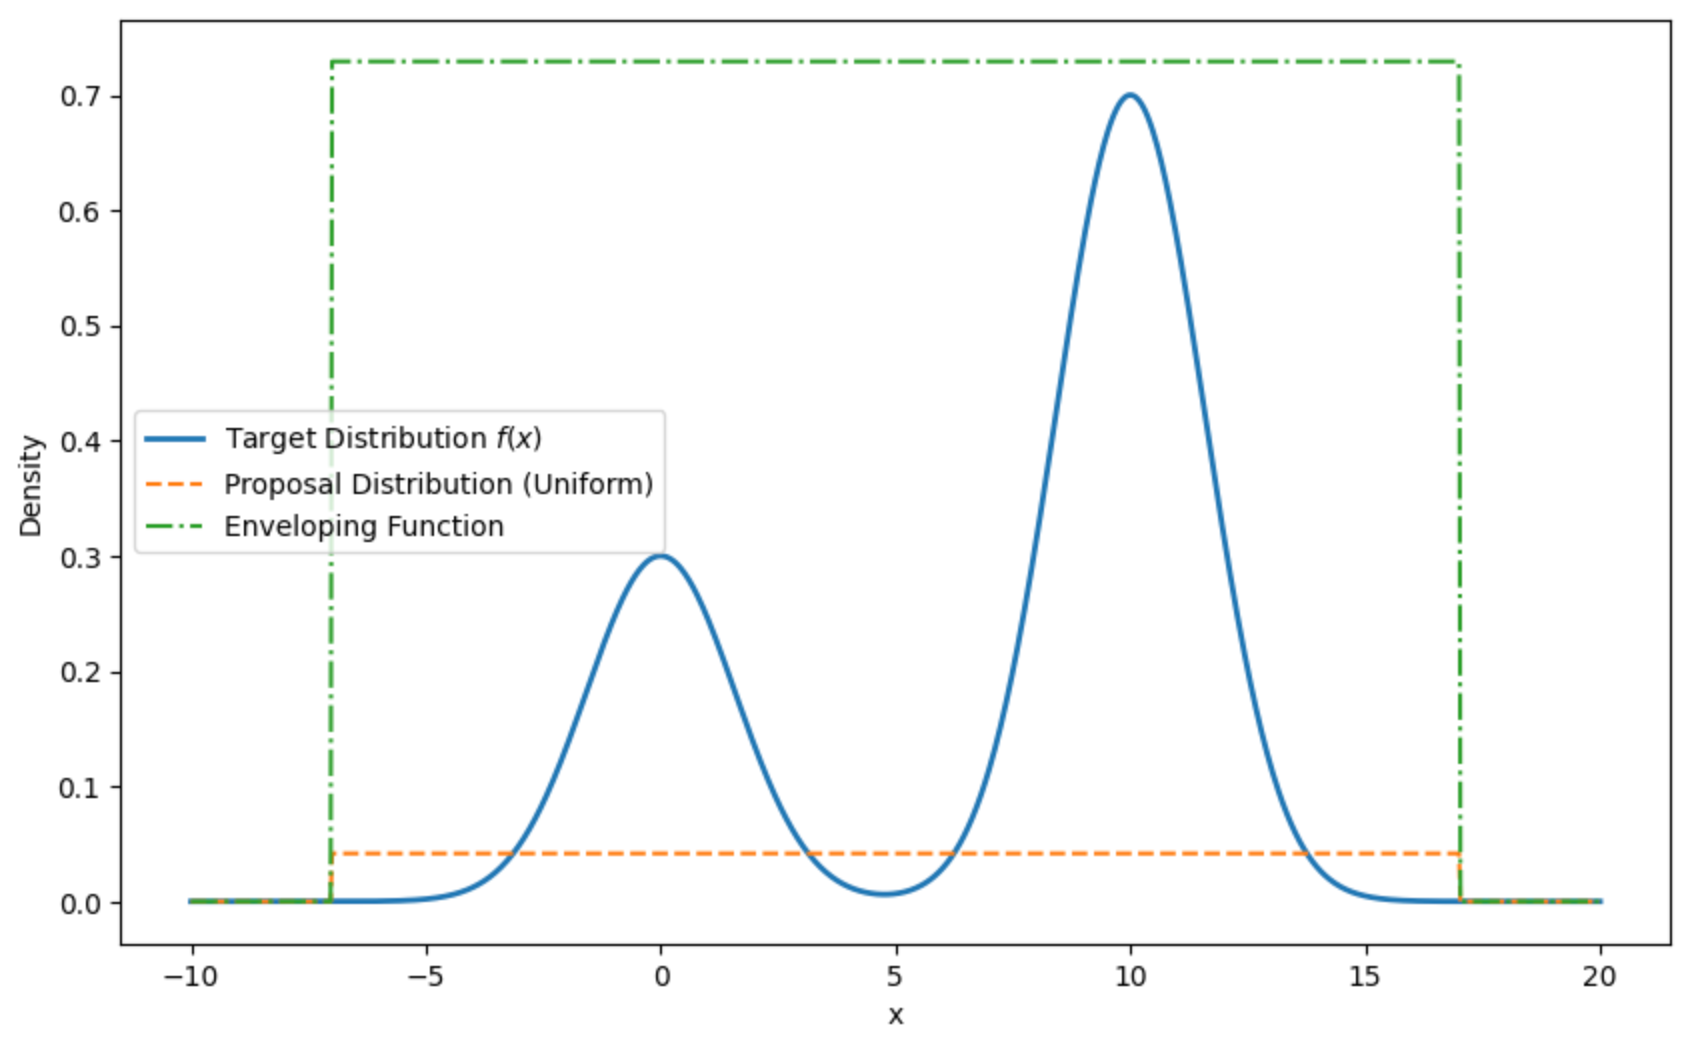 0.7
0.6
0.5
0.4
0.3
0.2
0.1
0.0
Density
Target Distribution f(x)
Proposal Distribution (Uniform)
Enveloping Function
−10 −5 0 5 10 15 20
x